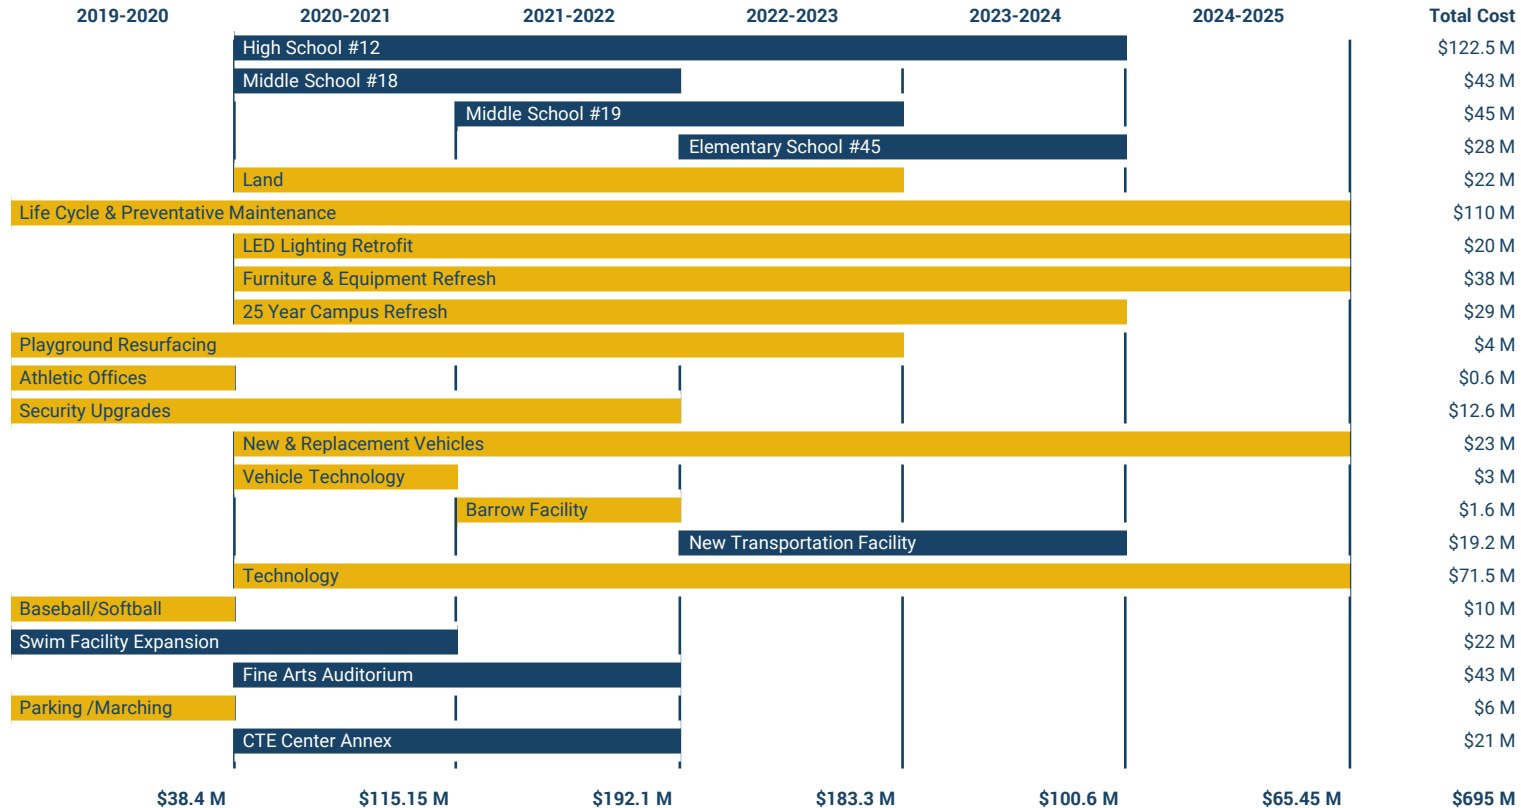 2019-2020 2020-2021 2021-2022 2022-2023 2023-2024 2024-2025 Total Cost
High School #12 $122.5 M
Middle School #18 $43 M
Middle School #19 $45 M
Elementary School #45 $28 M
Land $22 M
Life Cycle & Preventative Maintenance $110 M
LED Lighting Retrofit $20 M
Furniture & Equipment Refresh $38 M
25 Year Campus Refresh $29 M
Playground Resurfacing $4 M
Athletic Offices $0.6 M
Security Upgrades $12.6 M
New & Replacement Vehicles $23 M
Vehicle Technology $3 M
Barrow Facility $1.6 M
New Transportation Facility $19.2 M
Technology $71.5 M
Baseball/Softball $10 M
Swim Facility Expansion $22 M
Fine Arts Auditorium $43 M
Parking /Marching $6 M
CTE Center Annex $21 M
$38.4 M $115.15 M $192.1 M $183.3 M $100.6 M $65.45 M $695 M